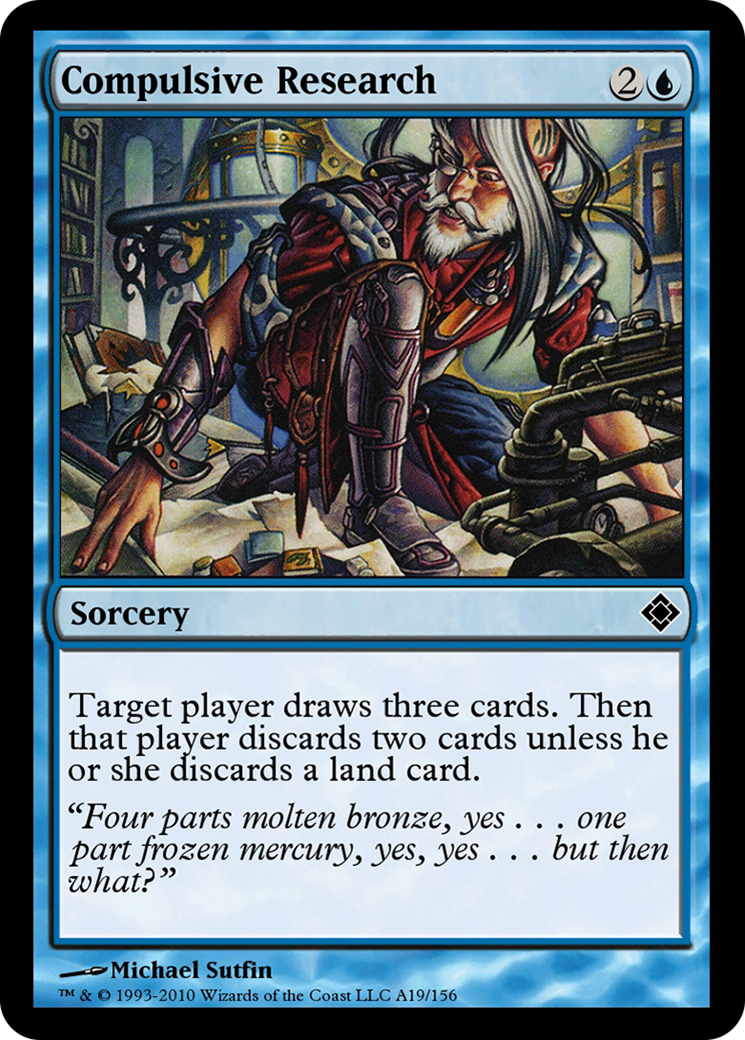 Compulsive Research 2
Sorcery
Target player draws three cards. Then
that player discards two cards unless he
or she discards a land card.
“Four parts molten bronze, yes . . . one
part frozen mercury, yes, yes . . . but then
what?”
Michael Sutfin
™ & © 1993-2010 Wizards of the Coast LLC A19/156